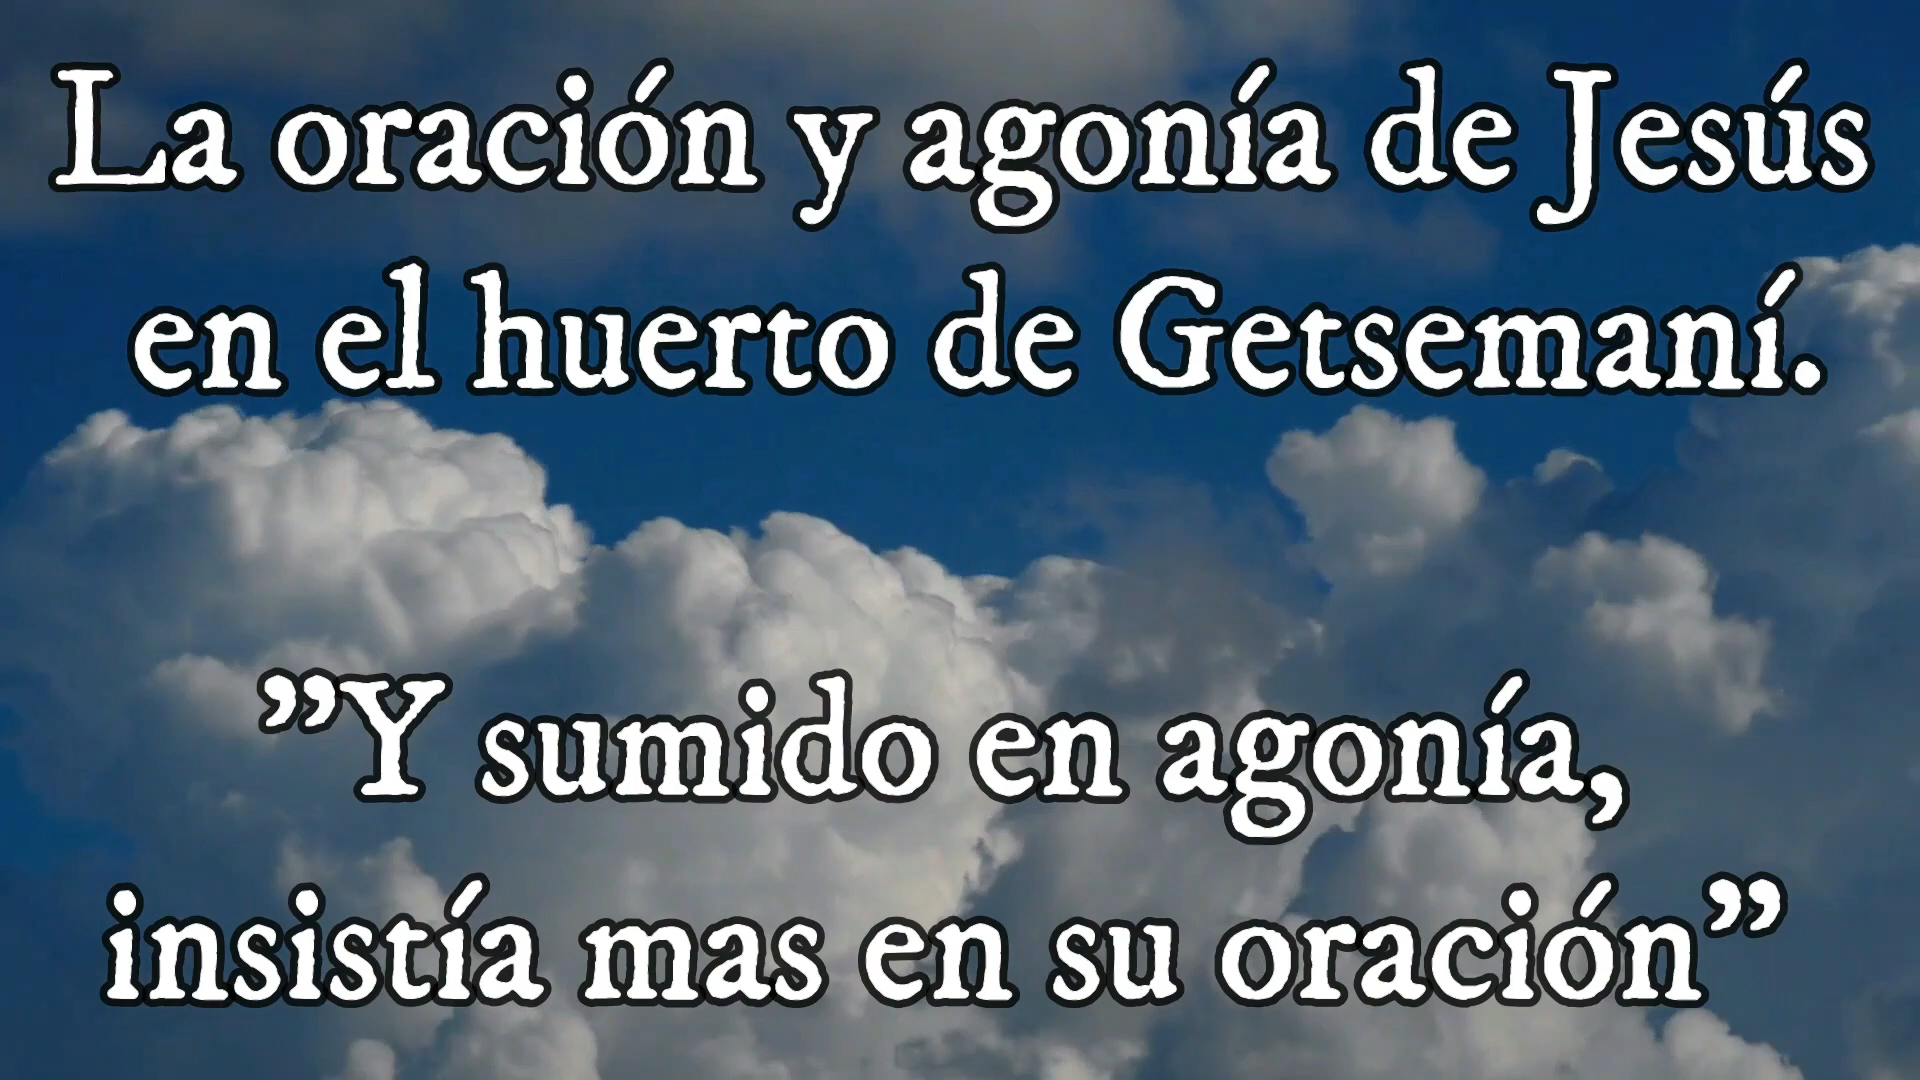 La oración y agonía de Jesús
en el huerto de Getsemaní.
”Y sumido en agonía,
insistía mas en su oración”